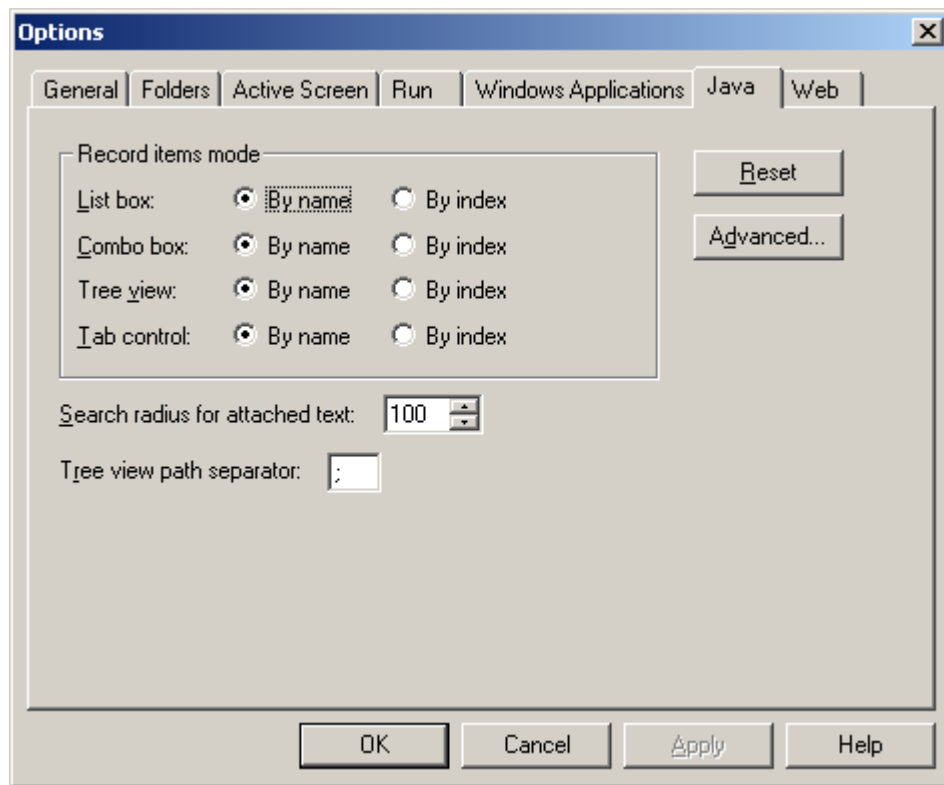 Options
General Folders Active Screen Run Windows Applications Java Web
Record items mode
List box: By name By index
Combo box: By name By index
Tree view: By name By index
Tab control: By name By index
Reset
Advanced...
Search radius for attached text: 100
Tree view path separator: ;
OK Cancel Apply Help